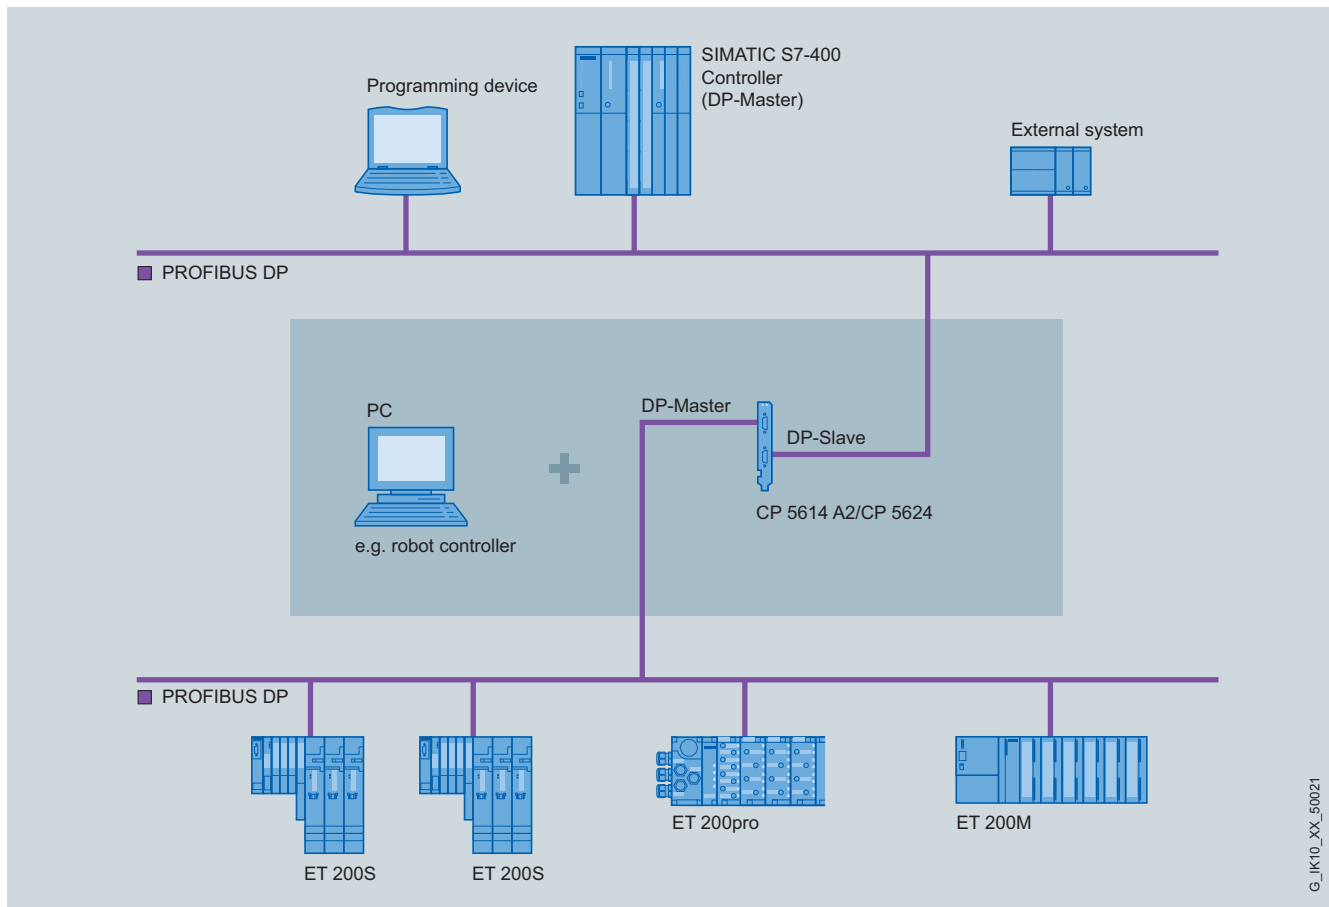 SIMATIC S7-400
Controller
(DP-Master)
Programming device
External system
PROFIBUS DP
DP-Master
PC
DP-Slave
CP 5614 A2/CP 5624
e.g. robot controller
PROFIBUS DP
ET 200pro
ET 200M
ET 200S
ET 200S
G_IK10_XX_50021